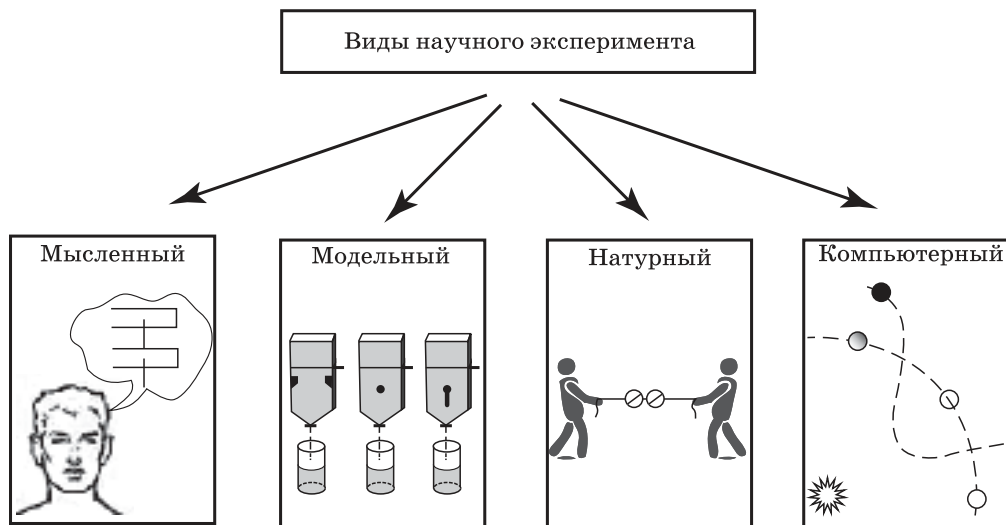 Виды научного эксперимента
Мысленный
Модельный
Натурный
Компьютерный